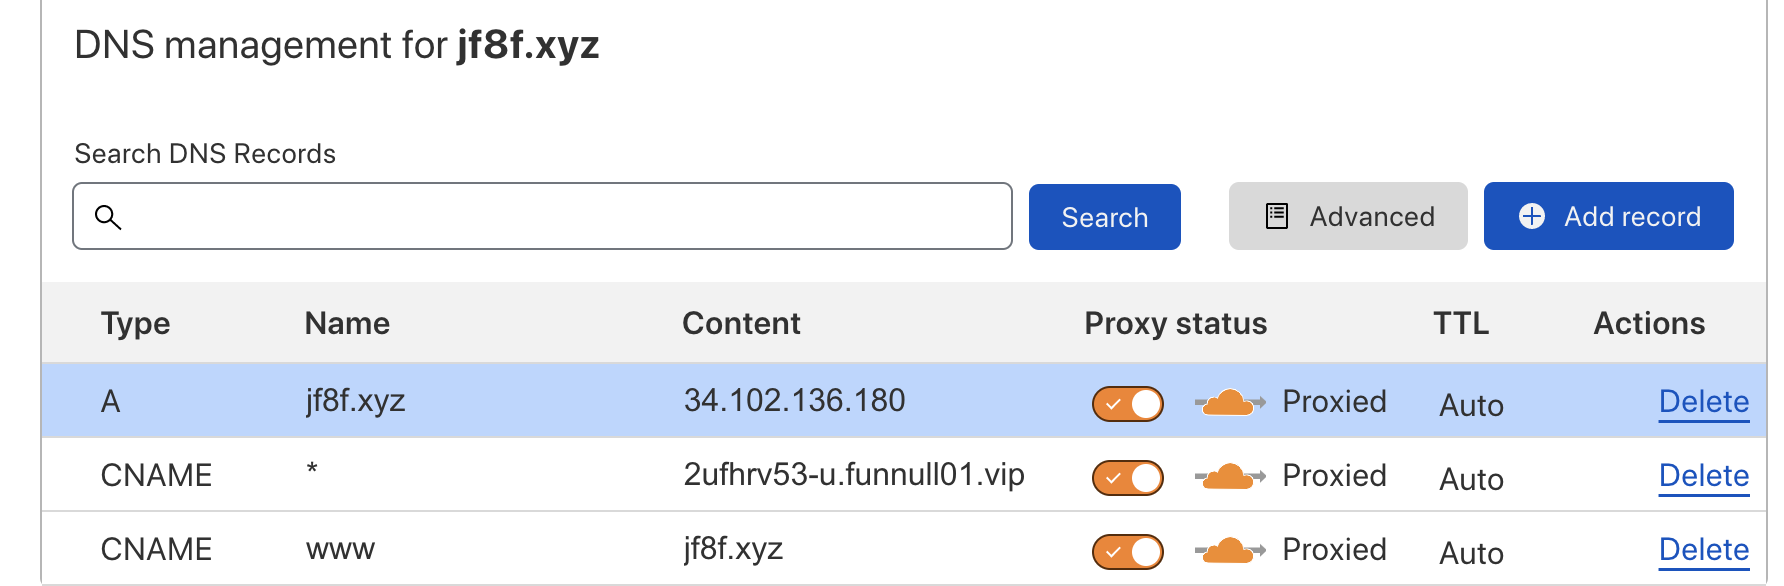 DNS management for jf8f.xyz
Search DNS Records
Search Advanced Add record
Type Name Content Proxy status TTL Actions
A jf8f.xyz 34.102.136.180 Proxied Auto Delete
CNAME * 2ufhrv53-u.funnull01.vip Proxied Auto Delete
CNAME www jf8f.xyz Proxied Auto Delete